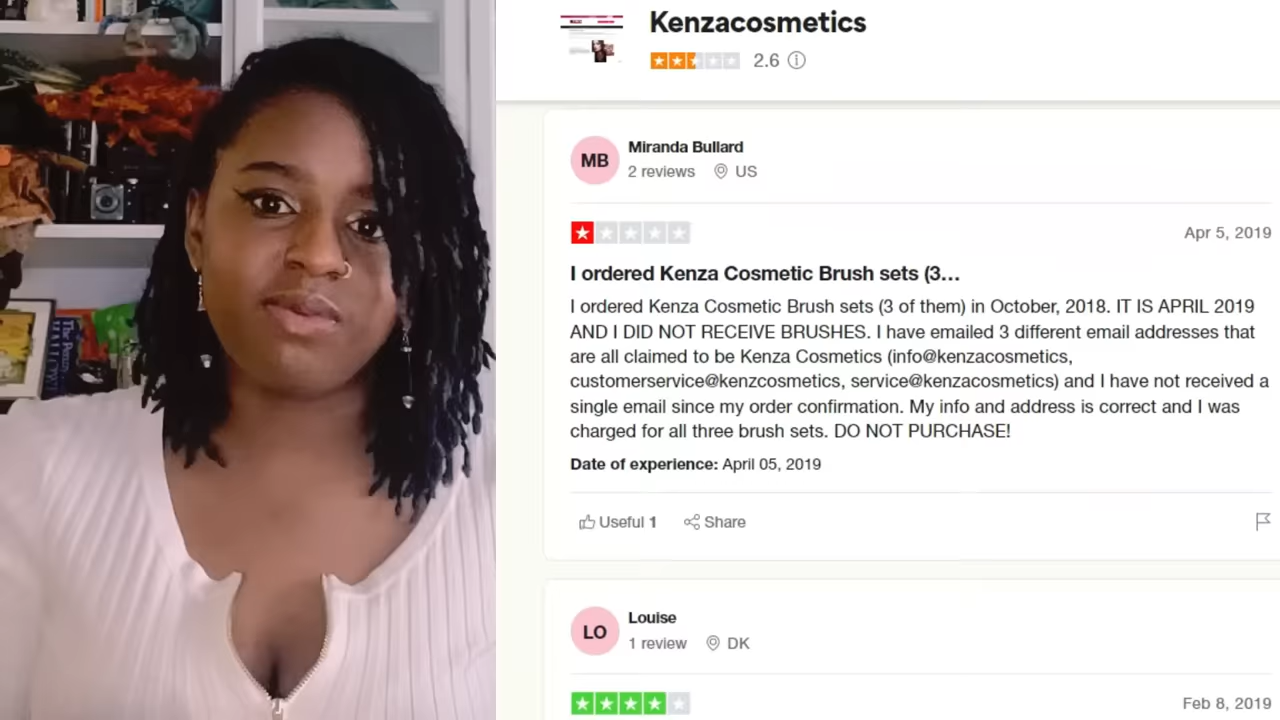 Kenzacosmetics
2.6
MB
Miranda Bullard
2 reviews US
Apr 5, 2019
I ordered Kenza Cosmetic Brush sets (3...
I ordered Kenza Cosmetic Brush sets (3 of them) in October, 2018. IT IS APRIL 2019
AND I DID NOT RECEIVE BRUSHES. I have emailed 3 different email addresses that
are all claimed to be Kenza Cosmetics (info@kenzacosmetics,
customerservice@kenzcosmetics, service@kenzacosmetics) and I have not received a
single email since my order confirmation. My info and address is correct and I was
charged for all three brush sets. DO NOT PURCHASE!
Date of experience: April 05, 2019
Useful 1 Share
LO
Louise
1 review DK
Feb 8, 2019